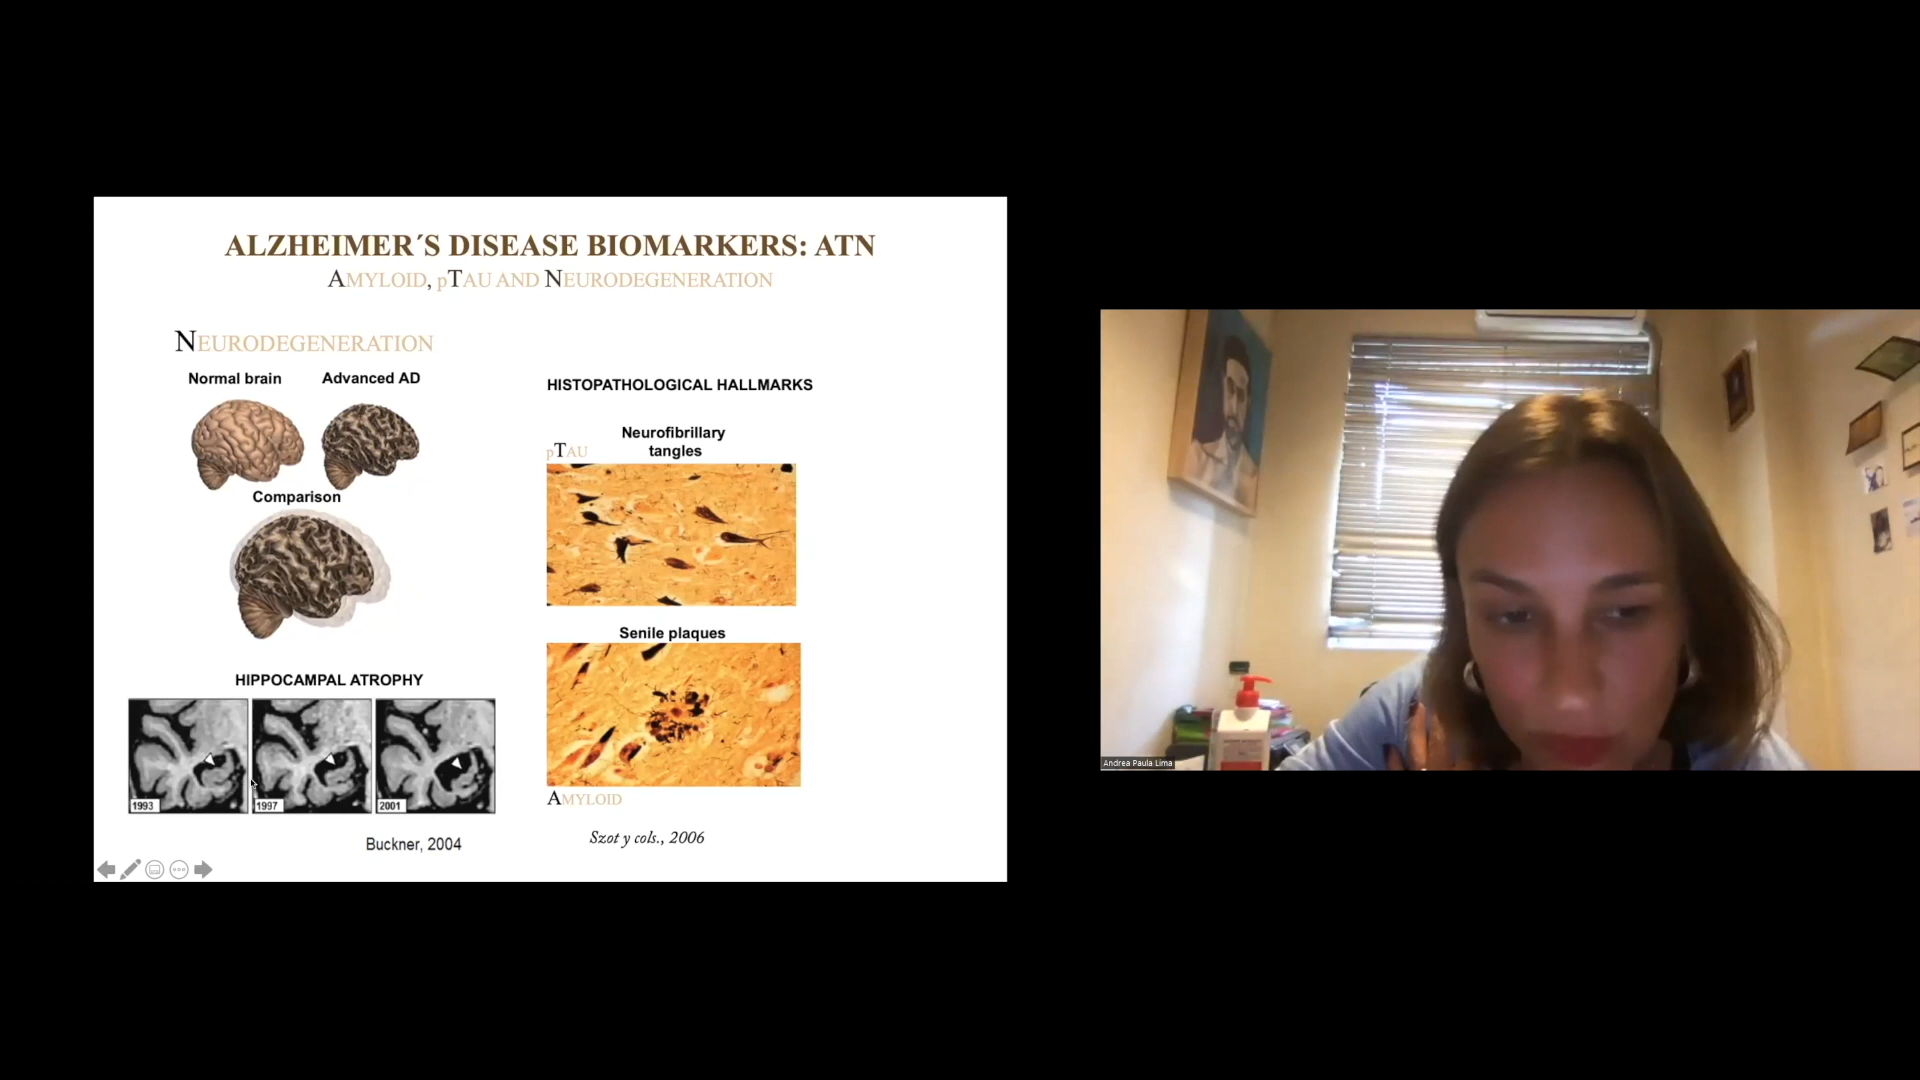 ALZHEIMER´S DISEASE BIOMARKERS: ATN
AMYLOID, pTAU AND NEURODEGENERATION
NEURODEGENERATION
Normal brain
Advanced AD
Comparison
HIPPOCAMPAL ATROPHY
1993
1997
2001
Buckner, 2004
HISTOPATHOLOGICAL HALLMARKS
Neurofibrillary
tangles
pTAU
Senile plaques
AMYLOID
Szot y cols., 2006
Andrea Paula Lima